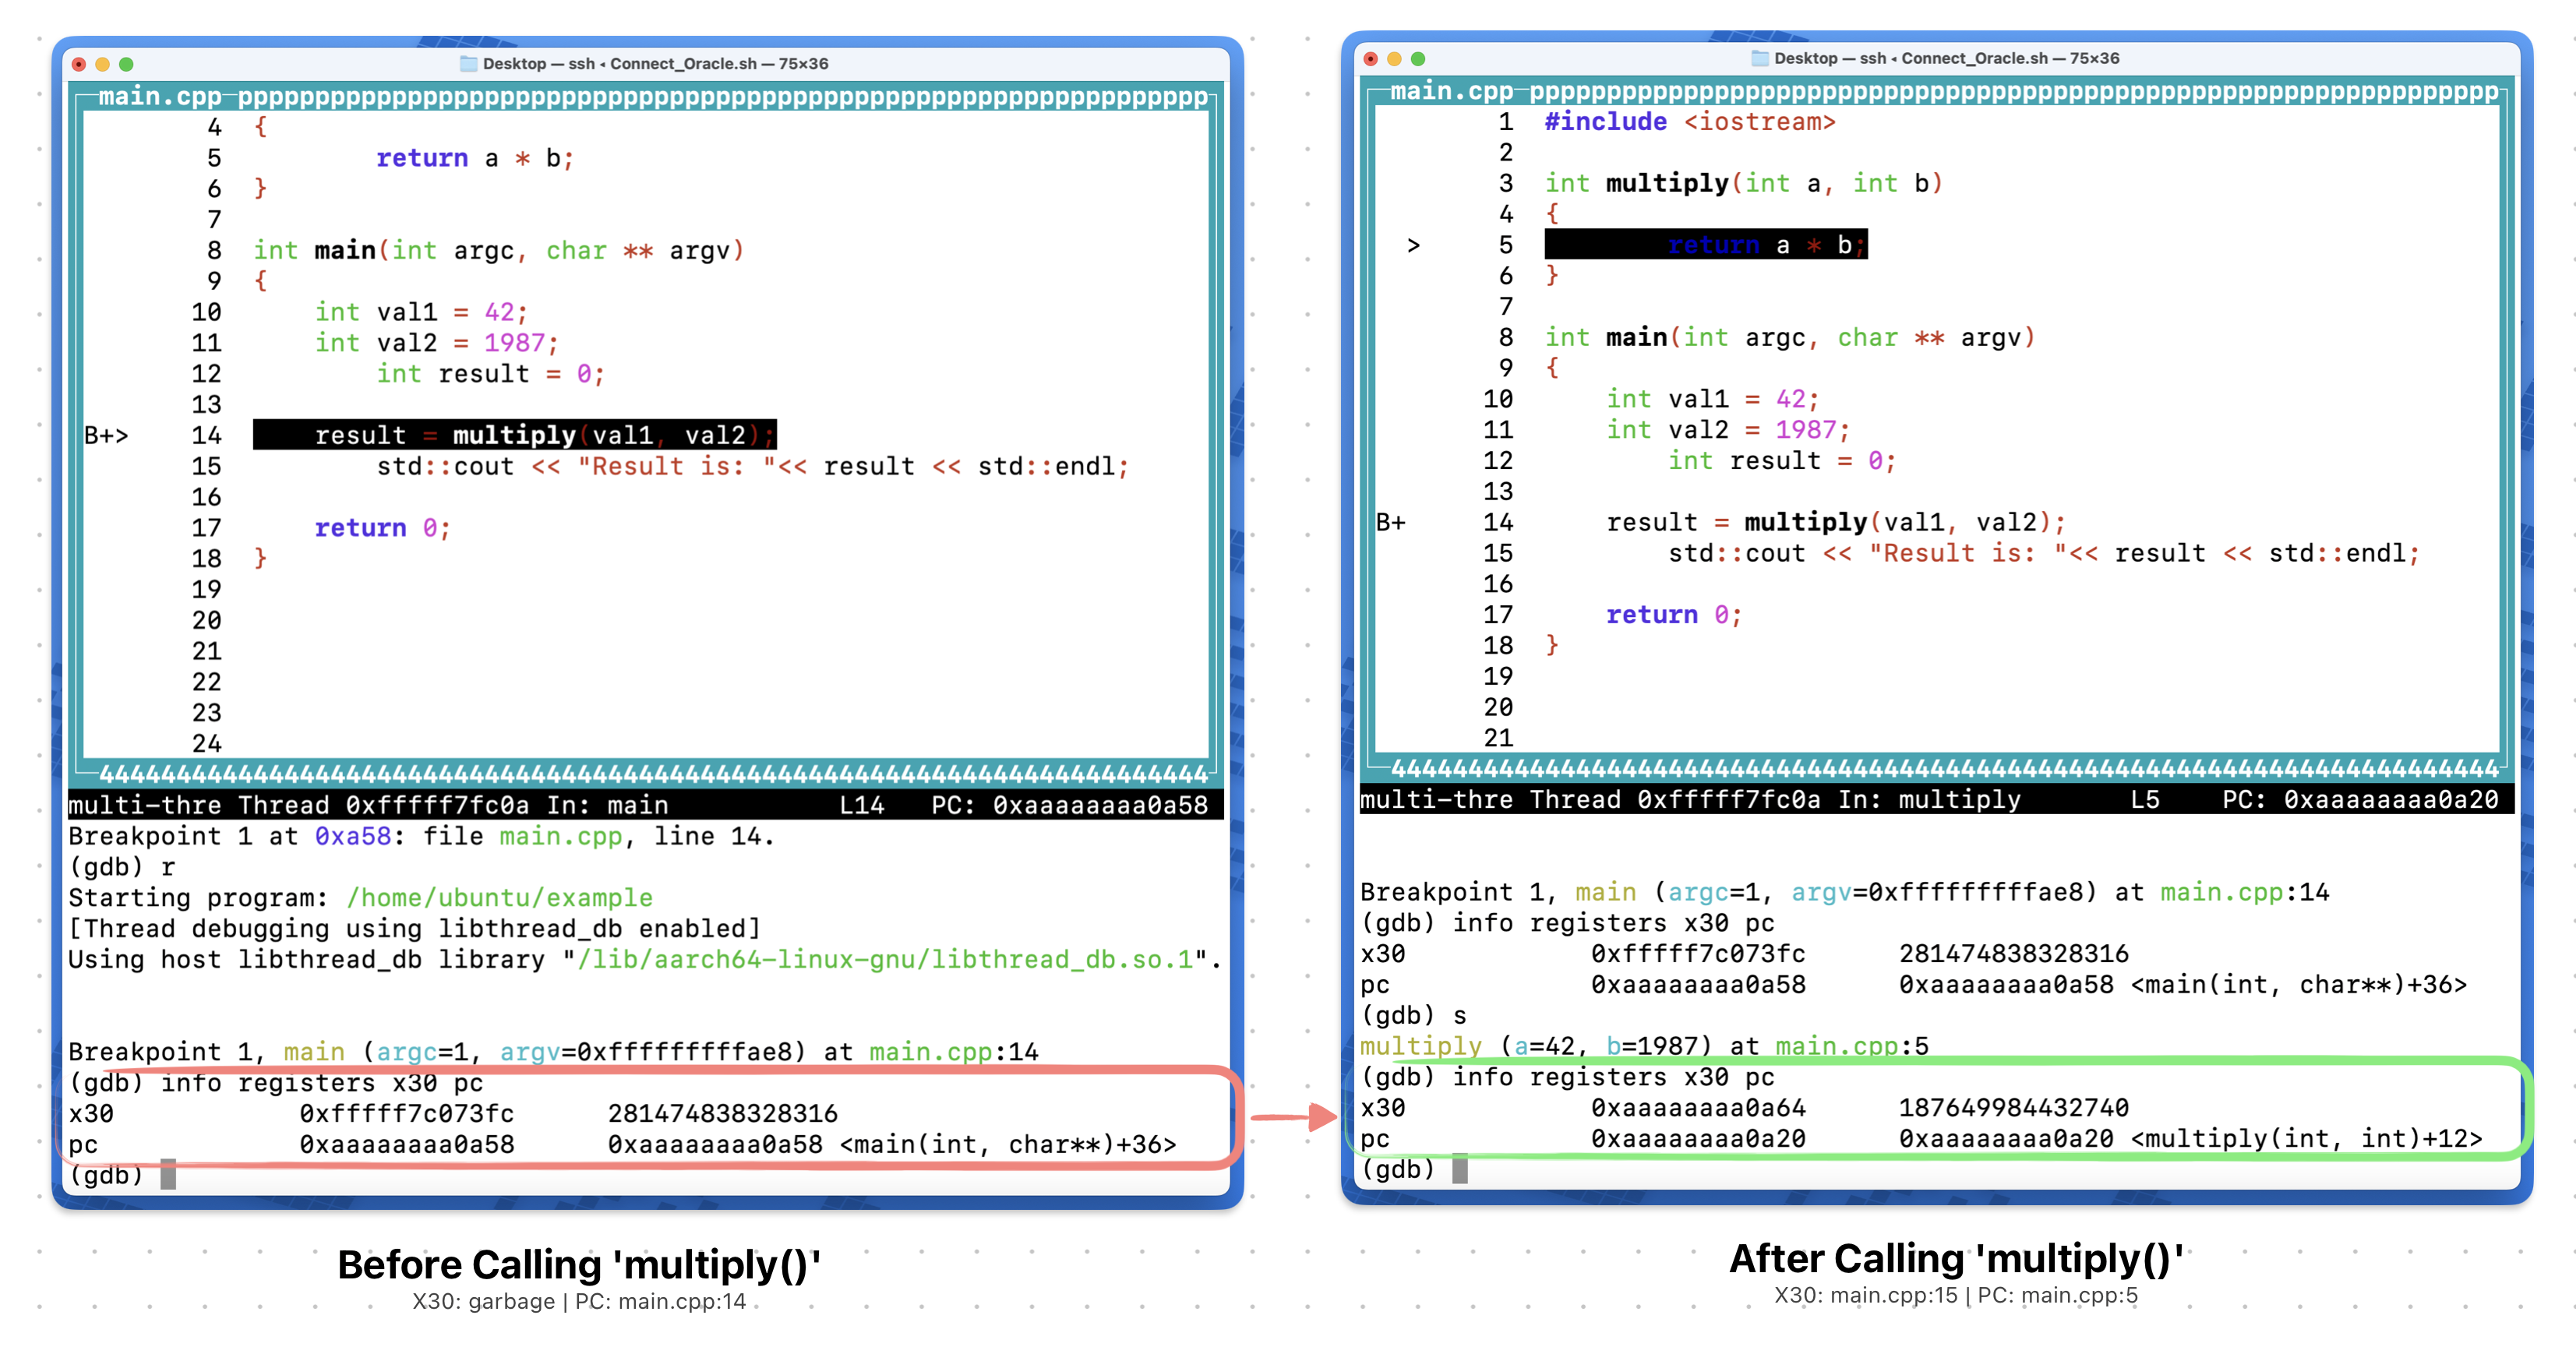 Desktop — ssh ◂ Connect_Oracle.sh — 75×36
main.cpp pppppppppppppppppppppppppppppppppppppppppppppppppppppppppppppppp
4 {
5 return a * b;
6 }
7
8 int main(int argc, char ** argv)
9 {
10 int val1 = 42;
11 int val2 = 1987;
12 int result = 0;
13
B+> 14 result = multiply(val1, val2);
15 std::cout << "Result is: "<< result << std::endl;
16
17 return 0;
18 }
19
20
21
22
23
24
444444444444444444444444444444444444444444444444444444444444444444444444
multi-thre Thread 0xfffff7fc0a In: main L14 PC: 0xaaaaaaaa0a58
Breakpoint 1 at 0xa58: file main.cpp, line 14.
(gdb) r
Starting program: /home/ubuntu/example
[Thread debugging using libthread_db enabled]
Using host libthread_db library "/lib/aarch64-linux-gnu/libthread_db.so.1".
Breakpoint 1, main (argc=1, argv=0xfffffffffae8) at main.cpp:14
(gdb) info registers x30 pc
x30 0xfffff7c073fc 281474838328316
pc 0xaaaaaaaa0a58 0xaaaaaaaa0a58 <main(int, char**)+36>
(gdb)
Before Calling 'multiply()'
X30: garbage | PC: main.cpp:14
Desktop — ssh ◂ Connect_Oracle.sh — 75×36
main.cpp pppppppppppppppppppppppppppppppppppppppppppppppppppppppppppppppp
1 #include <iostream>
2
3 int multiply(int a, int b)
4 {
> 5 return a * b;
6 }
7
8 int main(int argc, char ** argv)
9 {
10 int val1 = 42;
11 int val2 = 1987;
12 int result = 0;
13
B+ 14 result = multiply(val1, val2);
15 std::cout << "Result is: "<< result << std::endl;
16
17 return 0;
18 }
19
20
21
444444444444444444444444444444444444444444444444444444444444444444444444
multi-thre Thread 0xfffff7fc0a In: multiply L5 PC: 0xaaaaaaaa0a20
Breakpoint 1, main (argc=1, argv=0xfffffffffae8) at main.cpp:14
(gdb) info registers x30 pc
x30 0xfffff7c073fc 281474838328316
pc 0xaaaaaaaa0a58 0xaaaaaaaa0a58 <main(int, char**)+36>
(gdb) s
multiply (a=42, b=1987) at main.cpp:5
(gdb) info registers x30 pc
x30 0xaaaaaaaa0a64 187649984432740
pc 0xaaaaaaaa0a20 0xaaaaaaaa0a20 <multiply(int, int)+12>
(gdb)
After Calling 'multiply()'
X30: main.cpp:15 | PC: main.cpp:5